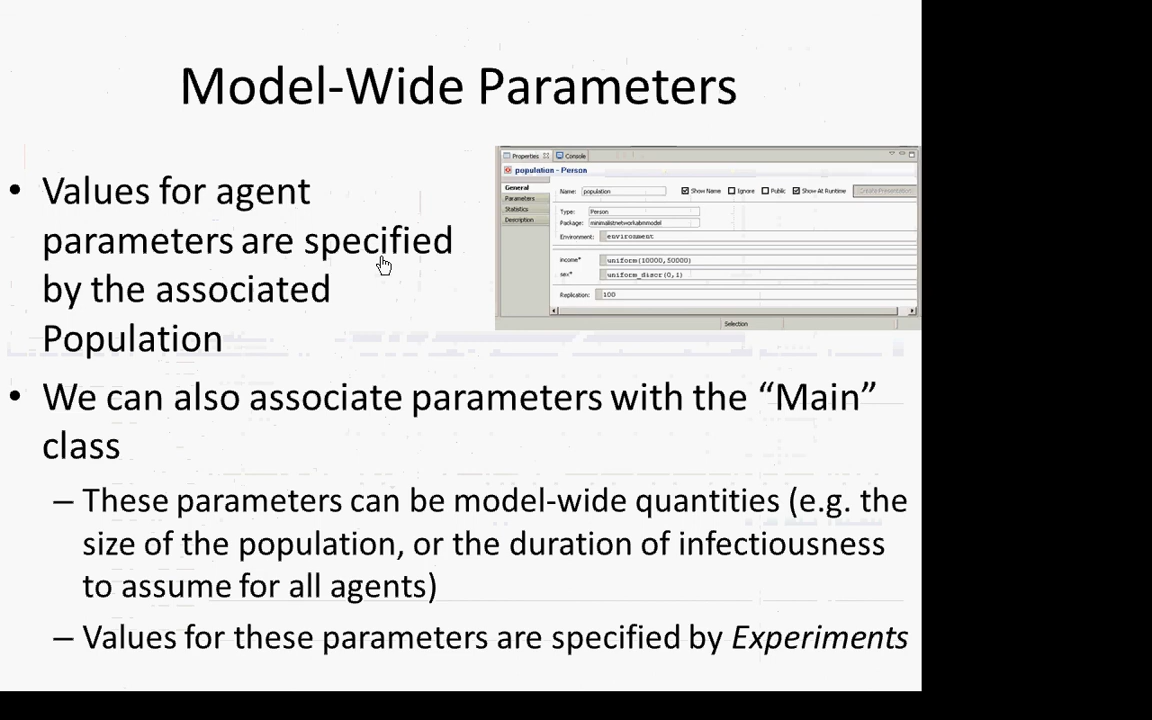 Model-Wide Parameters
• Values for agent
parameters are specified
by the associated
Population
Properties
Console
population - Person
General
Parameters
Statistics
Description
Name: population
Show Name
Ignore
Public
Show At Runtime
Create Presentation
Type: Person
Package:
Environment: environment
income* uniform(10000,50000)
sex* uniform_discr(0,1)
Replication: 100
Selection
• We can also associate parameters with the “Main”
class
– These parameters can be model-wide quantities (e.g. the
size of the population, or the duration of infectiousness
to assume for all agents)
– Values for these parameters are specified by Experiments